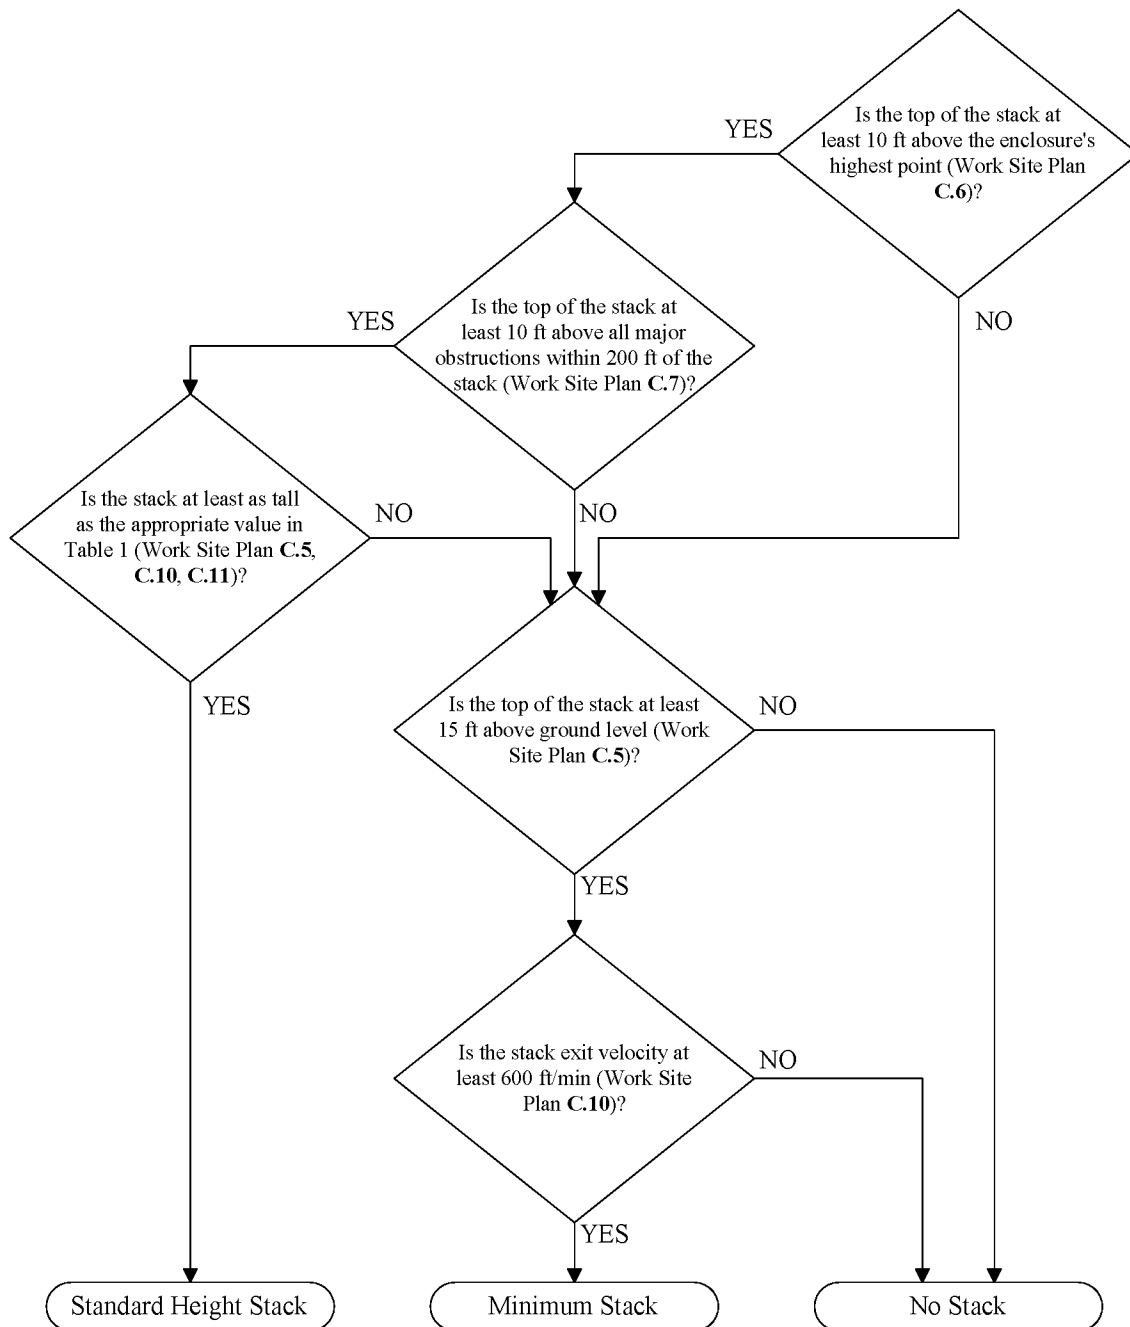 Is the top of the stack at
least 10 ft above the enclosure's
highest point (Work Site Plan
C.6)?
YES
NO
Is the top of the stack at
least 10 ft above all major
obstructions within 200 ft of the
stack (Work Site Plan C.7)?
YES
NO
Is the stack at least as tall
as the appropriate value in
Table 1 (Work Site Plan C.5,
C.10, C.11)?
NO
YES
Is the top of the stack at least
15 ft above ground level (Work
Site Plan C.5)?
NO
YES
Is the stack exit velocity at
least 600 ft/min (Work Site
Plan C.10)?
NO
YES
Standard Height Stack
Minimum Stack
No Stack